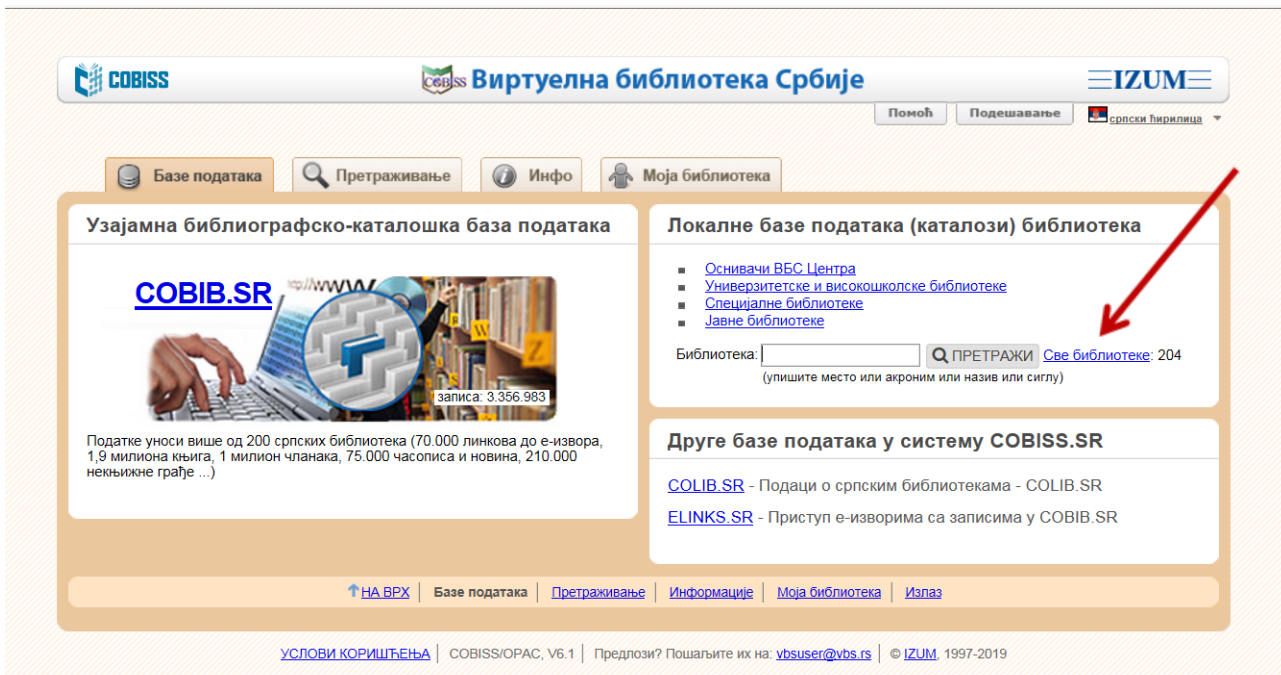 COBISS
COBISS Виртуелна библиотека Србије
IZUM
Помоћ
Подешавање
српски ћирилица
Базе података
Претраживање
Инфо
Моја библиотека
Узајамна библиографско-каталошка база података
COBIB.SR
http://www
W
Z
записа: 3.356.983
Податке уноси више од 200 српских библиотека (70.000 линкова до е-извора,
1,9 милиона књига, 1 милион чланака, 75.000 часописа и новина, 210.000
некњижне грађе ...)
Локалне базе података (каталози) библиотека
Оснивачи ВБС Центра
Универзитетске и високошколске библиотеке
Специјалне библиотеке
Јавне библиотеке
Библиотека: ПРЕТРАЖИ Све библиотеке: 204
(упишите место или акроним или назив или сиглу)
Друге базе података у систему COBISS.SR
COLIB.SR - Подаци о српским библиотекама - COLIB.SR
ELINKS.SR - Приступ е-изворима са записима у COBIB.SR
НА ВРХ | Базе података | Претраживање | Информације | Моја библиотека | Излаз
УСЛОВИ КОРИШЋЕЊА | COBISS/OPAC, V6.1 | Предлози? Пошаљите их на: vbsuser@vbs.rs | © IZUM, 1997-2019